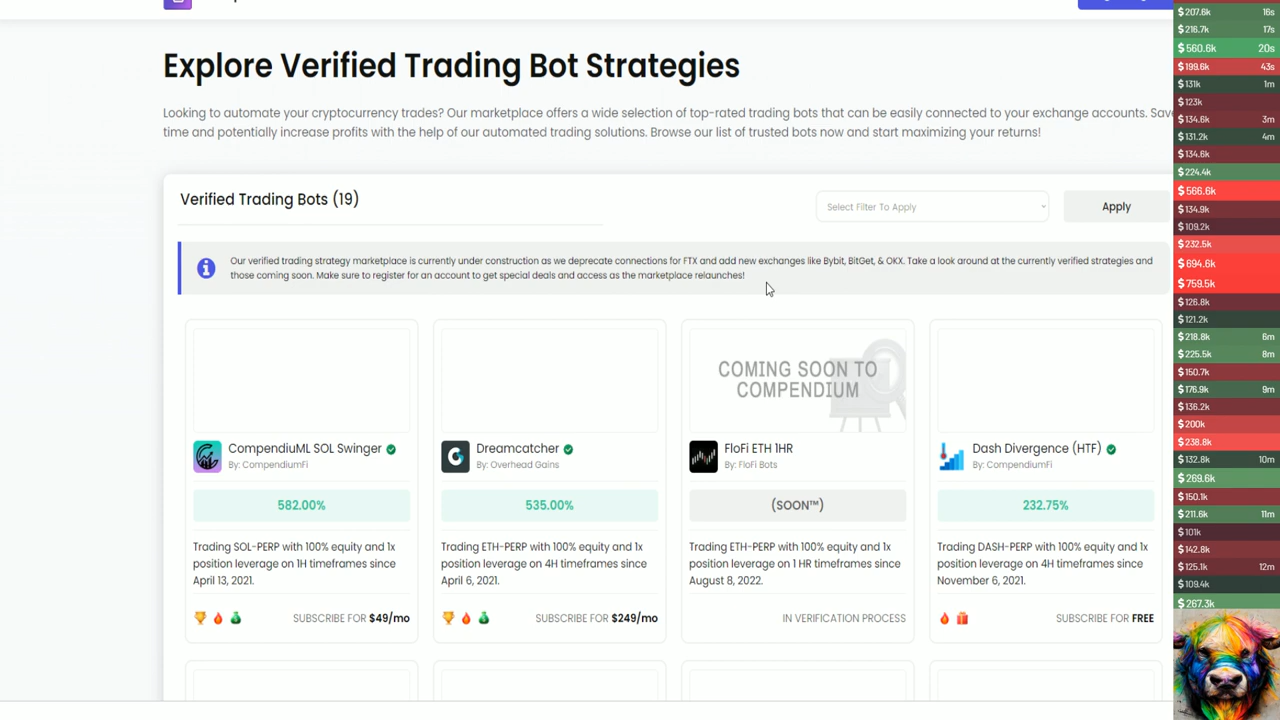 Explore Verified Trading Bot Strategies
Looking to automate your cryptocurrency trades? Our marketplace offers a wide selection of top-rated trading bots that can be easily connected to your exchange accounts. Save
time and potentially increase profits with the help of our automated trading solutions. Browse our list of trusted bots now and start maximizing your returns!
Verified Trading Bots (19)
Select Filter To Apply
Apply
Our verified trading strategy marketplace is currently under construction as we deprecate connections for FTX and add new exchanges like Bybit, BitGet, & OKX. Take a look around at the currently verified strategies and
those coming soon. Make sure to register for an account to get special deals and access as the marketplace relaunches!
CompendiuML SOL Swinger
By: CompendiumFi
582.00%
Trading SOL-PERP with 100% equity and 1x
position leverage on 1H timeframes since
April 13, 2021.
SUBSCRIBE FOR $49/mo
Dreamcatcher
By: Overhead Gains
535.00%
Trading ETH-PERP with 100% equity and 1x
position leverage on 4H timeframes since
April 6, 2021.
SUBSCRIBE FOR $249/mo
COMING SOON TO
COMPENDIUM
FloFi ETH 1HR
By: FloFi Bots
(SOON™)
Trading ETH-PERP with 100% equity and 1x
position leverage on 1 HR timeframes since
August 8, 2022.
IN VERIFICATION PROCESS
Dash Divergence (HTF)
By: CompendiumFi
232.75%
Trading DASH-PERP with 100% equity and 1x
position leverage on 4H timeframes since
November 6, 2021.
SUBSCRIBE FOR FREE
$207.6k 16s
$216.7k 17s
$560.6k 20s
$199.6k 43s
$131k 1m
$123k
$134.6k 3m
$131.2k 4m
$134.6k
$224.4k
$566.6k
$134.9k
$109.2k
$232.5k
$694.6k
$759.5k
$126.8k
$121.2k
$218.8k 6m
$225.5k 8m
$150.7k
$176.9k 9m
$136.2k
$200k
$238.8k
$132.8k 10m
$269.6k
$150.1k
$211.6k 11m
$101k
$142.8k
$125.1k 12m
$109.4k
$267.3k